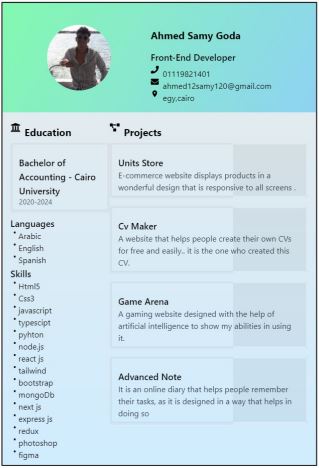 Ahmed Samy Goda
Front-End Developer
01119821401
ahmed12samy120@gmail.com
egy,cairo
Education
Bachelor of
Accounting - Cairo
University
2020-2024
Languages
Arabic
English
Spanish
Skills
Html5
Css3
javascript
typescipt
pyhton
node.js
react js
tailwind
bootstrap
mongoDb
next js
express js
redux
photoshop
figma
Projects
Units Store
E-commerce website displays products in a
wonderful design that is responsive to all screens .
Cv Maker
A website that helps people create their own CVs
for free and easily.. it is the one who created this
CV.
Game Arena
A gaming website designed with the help of
artificial intelligence to show my abilities in using
it.
Advanced Note
It is an online diary that helps people remember
their tasks, as it is designed in a way that helps in
doing so